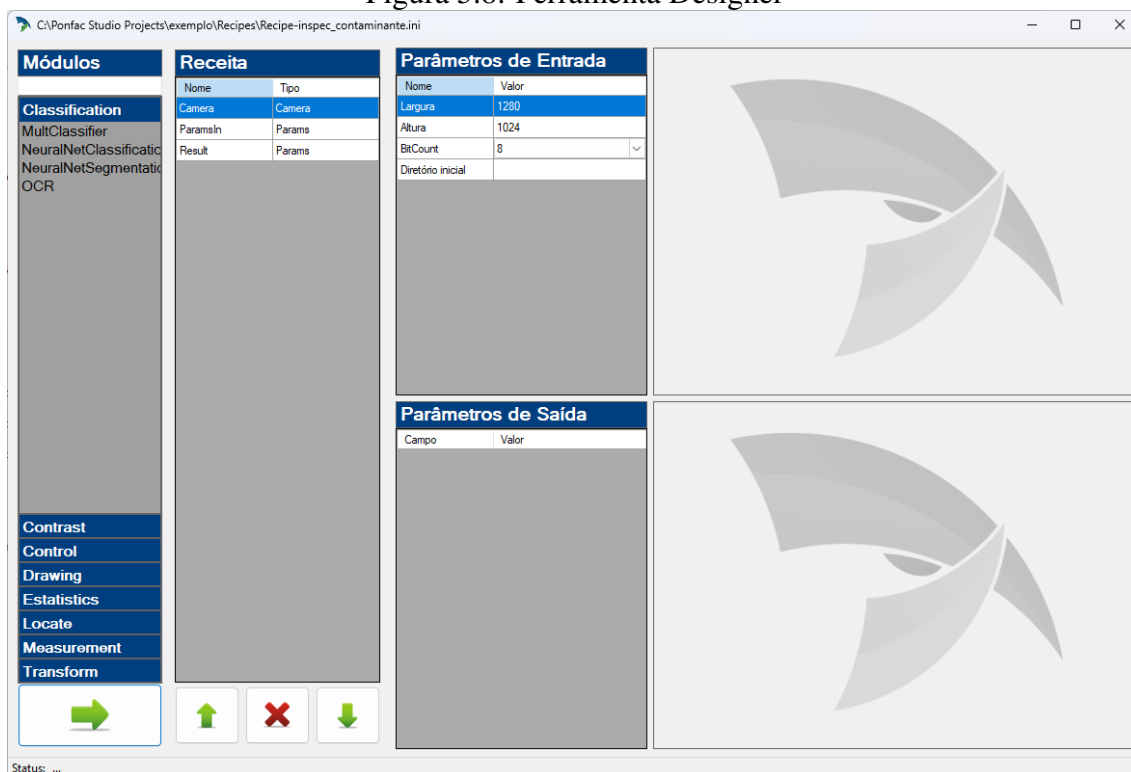 Figura 3.8: Ferramenta Designer
C:\Ponfac Studio Projects\exemplo\Recipes\Recipe-inspec_contaminante.ini
Módulos
Classification
MultClassifier
NeuralNetClassificatic
NeuralNetSegmentatic
OCR
Contrast
Control
Drawing
Estatistics
Locate
Measurement
Transform
Receita
Nome Tipo
Camera Camera
ParamsIn Params
Result Params
Parâmetros de Entrada
Nome Valor
Largura 1280
Altura 1024
BitCount 8
Diretório inicial
Parâmetros de Saída
Campo Valor
Status: ...